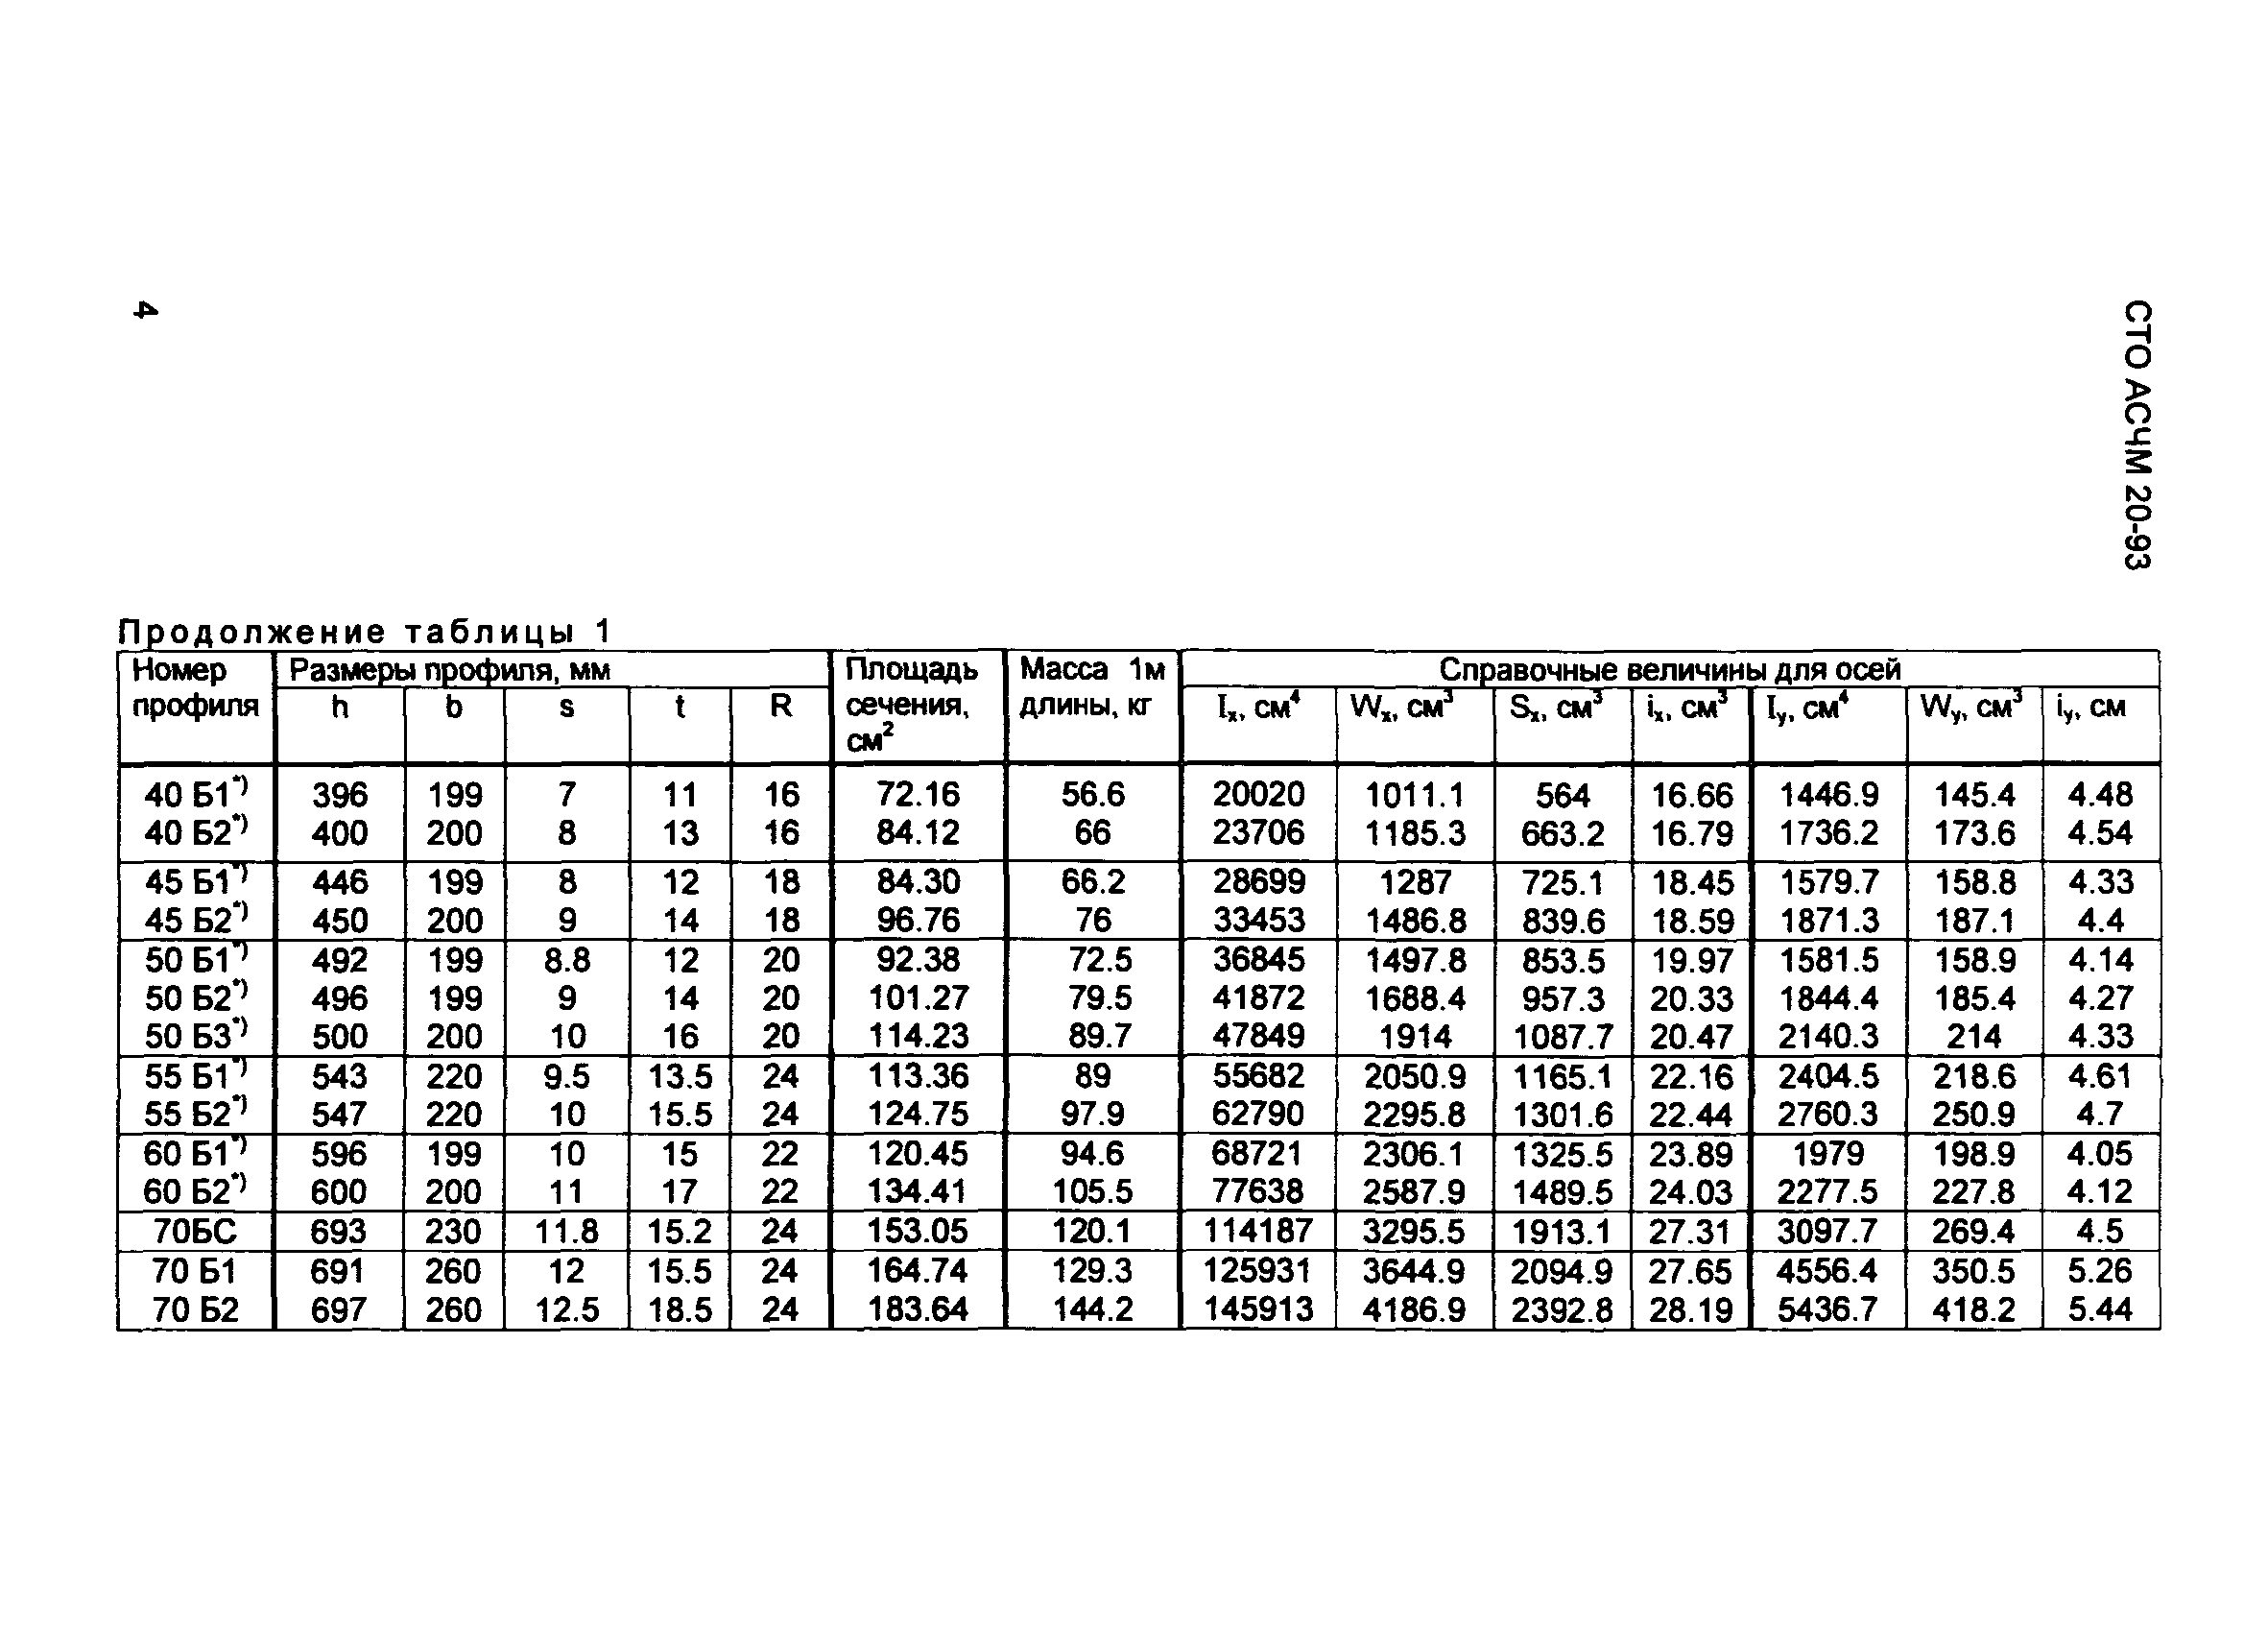 4
СТО АСЧМ 20-93
Продолжение таблицы 1
Номер профиля Размеры профиля, мм Площадь сечения, см² Масса 1м длины, кг Справочные величины для осей
h b s t R Iₓ, см⁴ Wₓ, см³ Sₓ, см³ iₓ, см³ Iy, см⁴ Wy, см³ iy, см
40 Б1*) 396 199 7 11 16 72.16 56.6 20020 1011.1 564 16.66 1446.9 145.4 4.48
40 Б2*) 400 200 8 13 16 84.12 66 23706 1185.3 663.2 16.79 1736.2 173.6 4.54
45 Б1*) 446 199 8 12 18 84.30 66.2 28699 1287 725.1 18.45 1579.7 158.8 4.33
45 Б2*) 450 200 9 14 18 96.76 76 33453 1486.8 839.6 18.59 1871.3 187.1 4.4
50 Б1*) 492 199 8.8 12 20 92.38 72.5 36845 1497.8 853.5 19.97 1581.5 158.9 4.14
50 Б2*) 496 199 9 14 20 101.27 79.5 41872 1688.4 957.3 20.33 1844.4 185.4 4.27
50 Б3*) 500 200 10 16 20 114.23 89.7 47849 1914 1087.7 20.47 2140.3 214 4.33
55 Б1*) 543 220 9.5 13.5 24 113.36 89 55682 2050.9 1165.1 22.16 2404.5 218.6 4.61
55 Б2*) 547 220 10 15.5 24 124.75 97.9 62790 2295.8 1301.6 22.44 2760.3 250.9 4.7
60 Б1*) 596 199 10 15 22 120.45 94.6 68721 2306.1 1325.5 23.89 1979 198.9 4.05
60 Б2*) 600 200 11 17 22 134.41 105.5 77638 2587.9 1489.5 24.03 2277.5 227.8 4.12
70БС 693 230 11.8 15.2 24 153.05 120.1 114187 3295.5 1913.1 27.31 3097.7 269.4 4.5
70 Б1 691 260 12 15.5 24 164.74 129.3 125931 3644.9 2094.9 27.65 4556.4 350.5 5.26
70 Б2 697 260 12.5 18.5 24 183.64 144.2 145913 4186.9 2392.8 28.19 5436.7 418.2 5.44